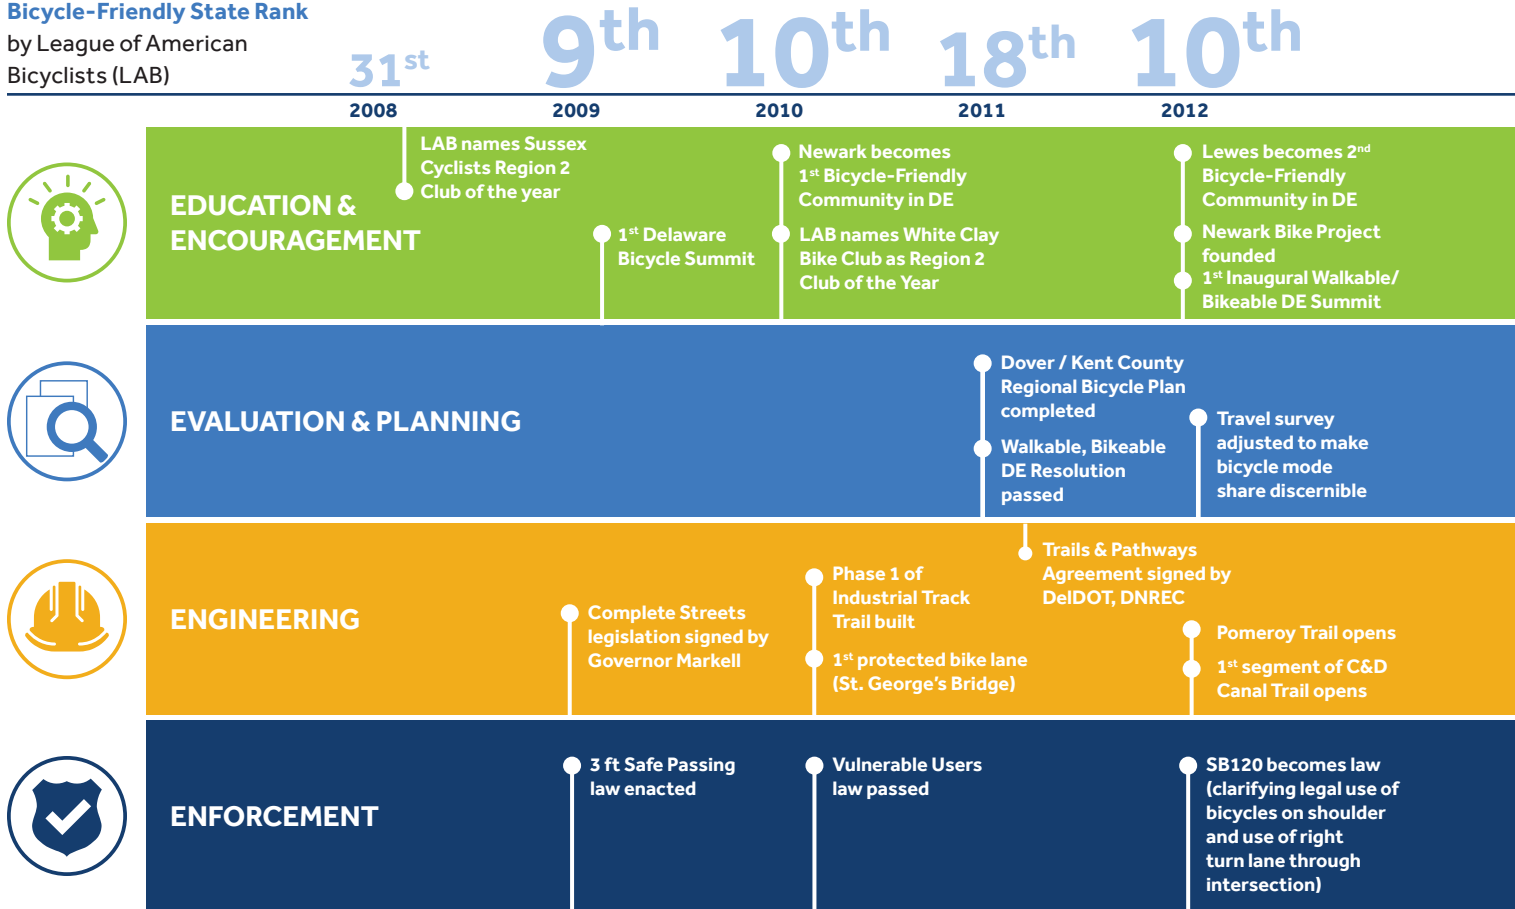 Bicycle-Friendly State Rank
by League of American
Bicyclists (LAB)
31st
9th
10th
18th
10th
2008
2009
2010
2011
2012
EDUCATION &
ENCOURAGEMENT
LAB names Sussex
Cyclists Region 2
Club of the year
1st Delaware
Bicycle Summit
Newark becomes
1st Bicycle-Friendly
Community in DE
LAB names White Clay
Bike Club as Region 2
Club of the Year
Lewes becomes 2nd
Bicycle-Friendly
Community in DE
Newark Bike Project
founded
1st Inaugural Walkable/
Bikeable DE Summit
EVALUATION & PLANNING
Dover / Kent County
Regional Bicycle Plan
completed
Walkable, Bikeable
DE Resolution
passed
Travel survey
adjusted to make
bicycle mode
share discernible
ENGINEERING
Complete Streets
legislation signed by
Governor Markell
Phase 1 of
Industrial Track
Trail built
1st protected bike lane
(St. George's Bridge)
Trails & Pathways
Agreement signed by
DelDOT, DNREC
Pomeroy Trail opens
1st segment of C&D
Canal Trail opens
ENFORCEMENT
3 ft Safe Passing
law enacted
Vulnerable Users
law passed
SB120 becomes law
(clarifying legal use of
bicycles on shoulder
and use of right
turn lane through
intersection)